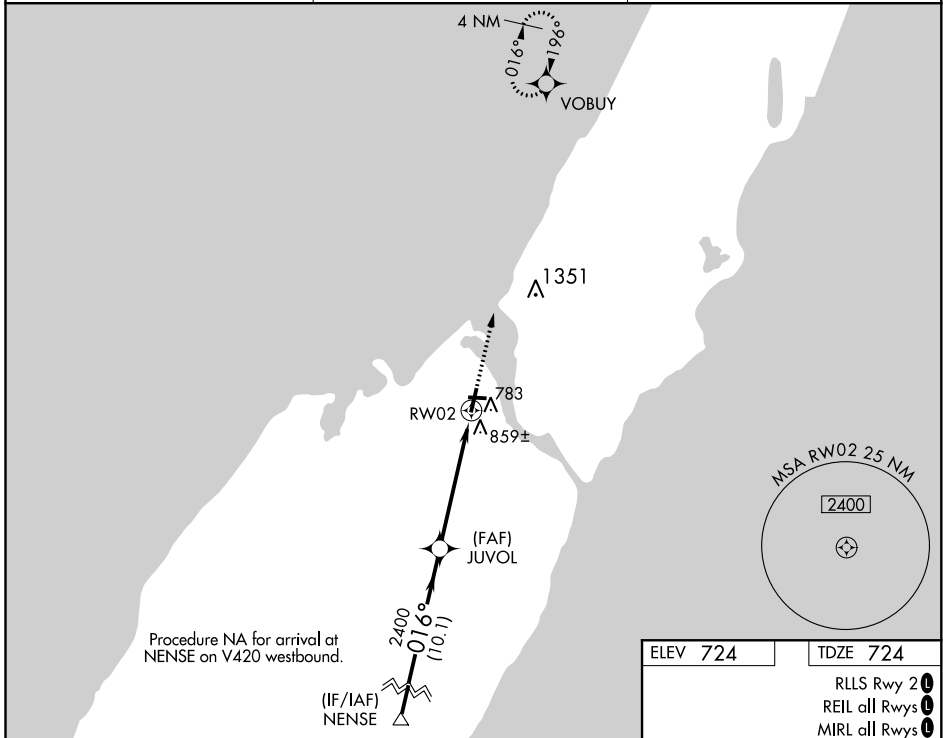 4 NM
016°
196°
VOBUY
1351
783
RW02
859±
MSA RW02 25 NM
2400
(FAF)
JUVOL
2400
016°
(10.1)
Procedure NA for arrival at
NENSE on V420 westbound.
(IF/IAF)
NENSE
ELEV 724
TDZE 724
RLLS Rwy 2 L
REIL all Rwys L
MIRL all Rwys L